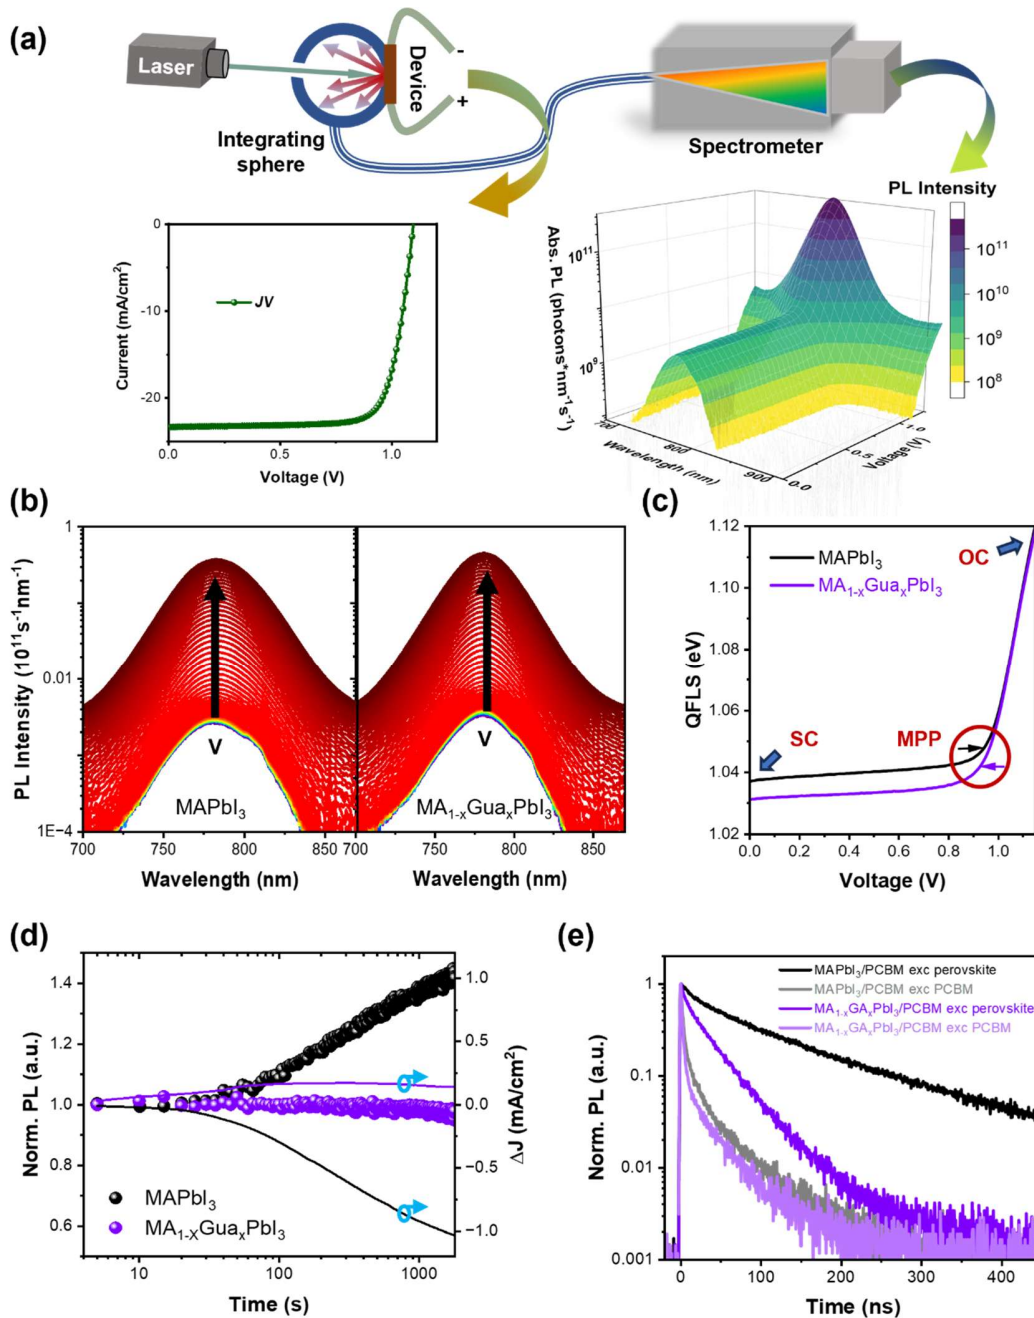 (a)
Laser
Device
-
+
Integrating
sphere
Spectrometer
PL Intensity
10¹¹
10¹⁰
10⁹
10⁸
Abs. PL (photons*nm⁻¹s⁻¹)
10¹¹
10⁹
700
800
900
Wavelength (nm)
0.0
0.5
1.0
Voltage (V)
0
-10
-20
Current (mA/cm²)
JV
0.0
0.5
1.0
Voltage (V)
(b)
1
0.01
1E-4
PL Intensity (10¹¹s⁻¹nm⁻¹)
V
V
MAPbI₃
MA₁₋ₓGuaₓPbI₃
700
750
800
850
700
750
800
850
Wavelength (nm)
Wavelength (nm)
(c)
1.12
1.10
1.08
1.06
1.04
1.02
QFLS (eV)
MAPbI₃
MA₁₋ₓGuaₓPbI₃
OC
SC
MPP
0.0
0.2
0.4
0.6
0.8
1.0
Voltage (V)
(d)
1.4
1.2
1.0
0.8
0.6
Norm. PL (a.u.)
1.0
0.5
0.0
−0.5
−1.0
ΔJ (mA/cm²)
MAPbI₃
MA₁₋ₓGuaₓPbI₃
10
100
1000
Time (s)
(e)
1
0.1
0.01
0.001
Norm. PL (a.u.)
MAPbI₃/PCBM exc perovskite
MAPbI₃/PCBM exc PCBM
MA₁₋ₓGAₓPbI₃/PCBM exc perovskite
MA₁₋ₓGAₓPbI₃/PCBM exc PCBM
0
100
200
300
400
Time (ns)